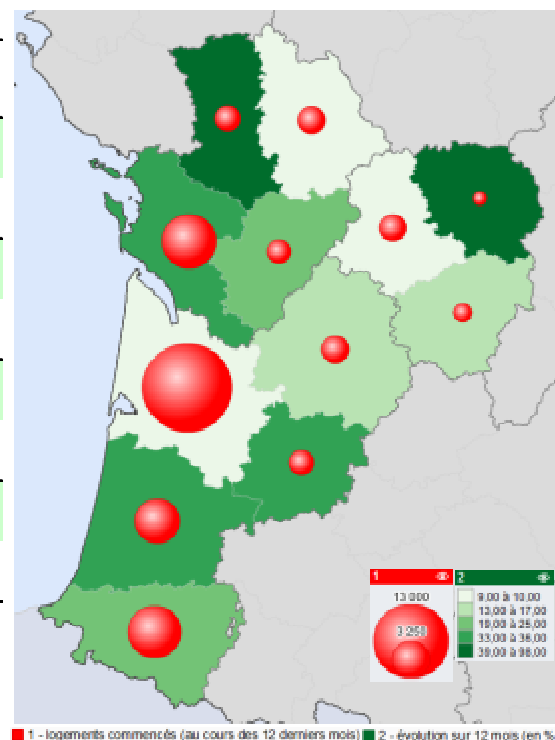 1 2
13 000
3 250
9,00 à 10,00
13,00 à 17,00
18,00 à 25,00
33,00 à 36,00
39,00 à 98,00
1 - logements commencés (au cours des 12 derniers mois) 2 - évolution sur 12 mois (en %